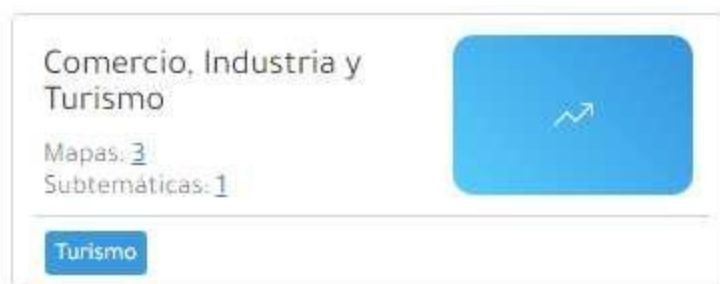 Comercio, Industria y
Turismo
Mapas: 3
Subtemáticas: 1
Turismo